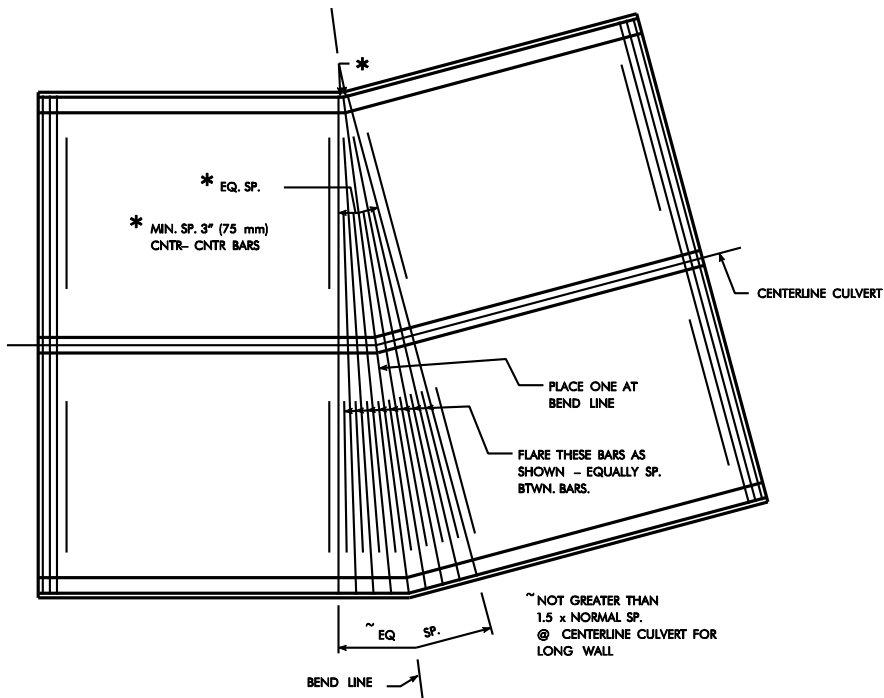 *
* EQ. SP.
* MIN. SP. 3" (75 mm)
CNTR– CNTR BARS
CENTERLINE CULVERT
PLACE ONE AT
BEND LINE
FLARE THESE BARS AS
SHOWN – EQUALLY SP.
BTWN. BARS.
~ NOT GREATER THAN
1.5 x NORMAL SP.
@ CENTERLINE CULVERT FOR
LONG WALL
~ EQ SP.
BEND LINE